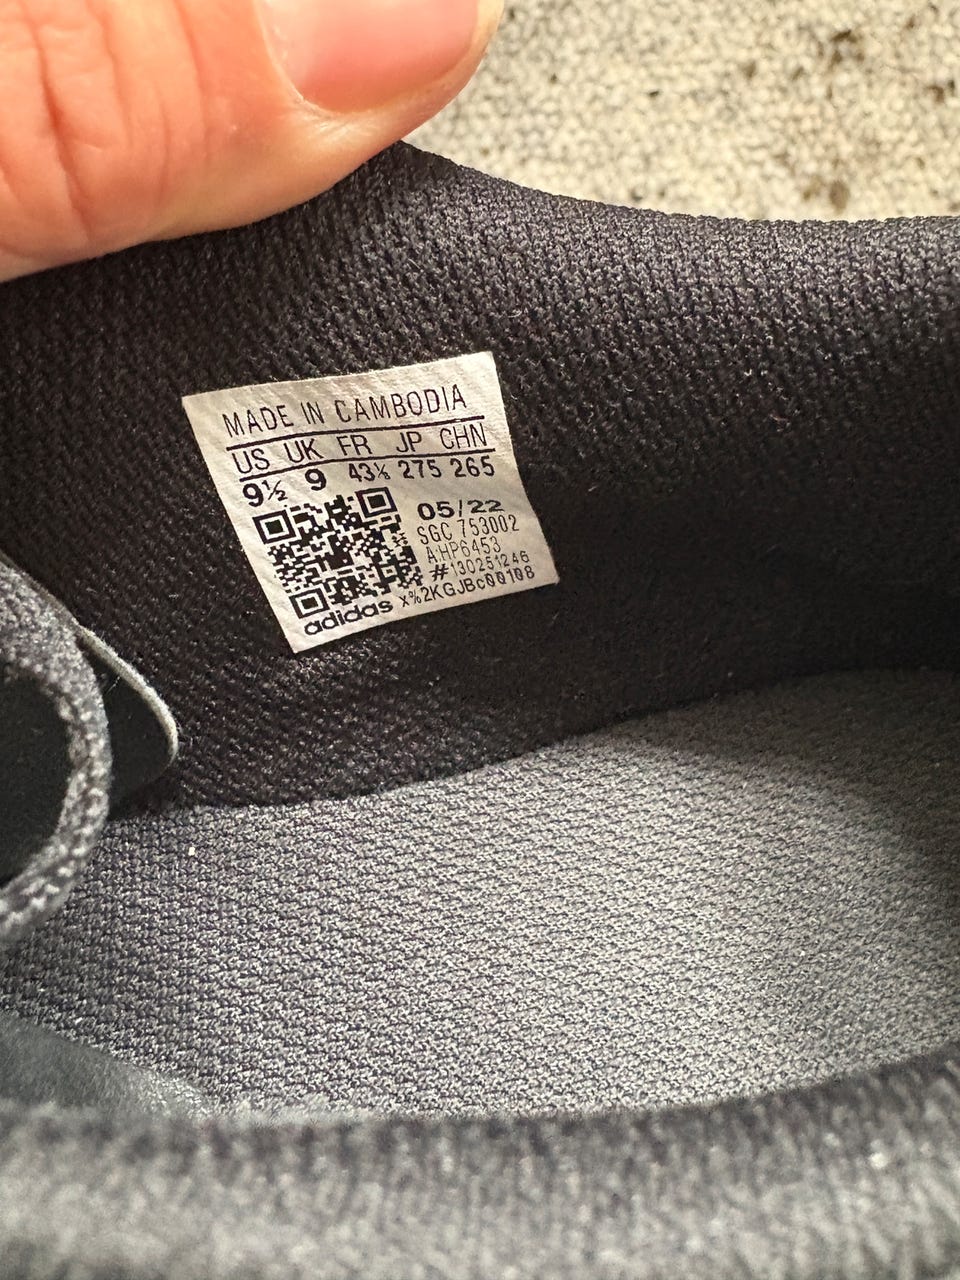 MADE IN CAMBODIA
US UK FR JP CHN
9½ 9 43⅓ 275 265
05/22
SGC 753002
A:HP6453
#130251246
x%2KGJBc00108
adidas